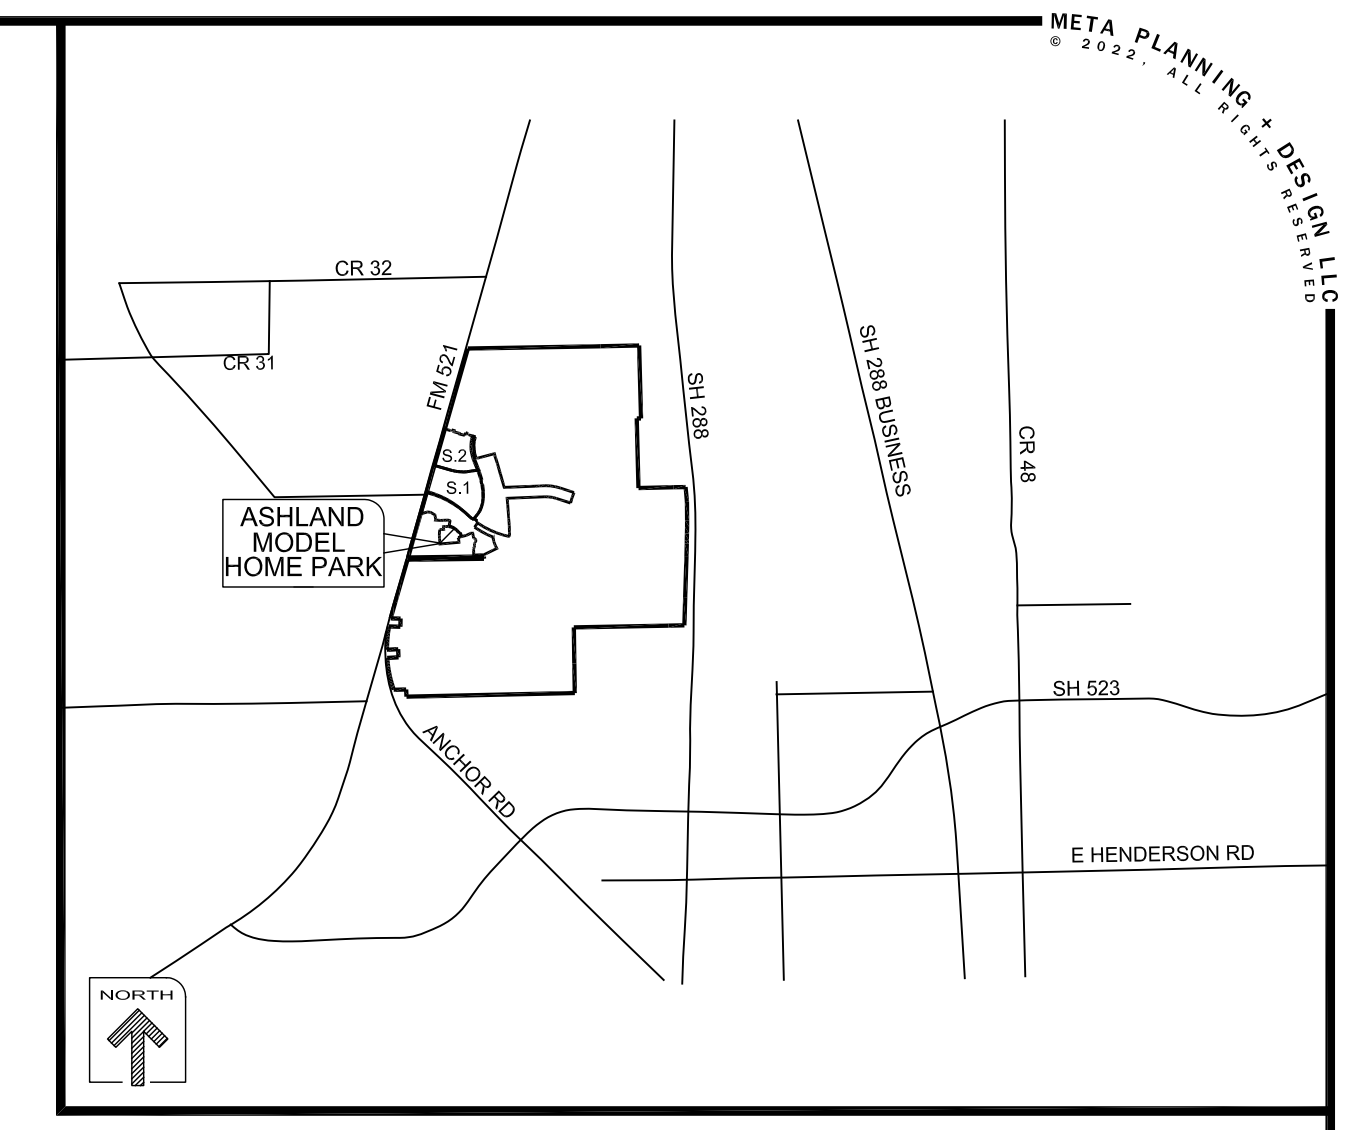 META PLANNING + DESIGN LLC
© 2022, ALL RIGHTS RESERVED
CR 32
CR 31
FM 521
SH 288
SH 288 BUSINESS
CR 48
S.2
S.1
ASHLAND
MODEL
HOME PARK
SH 523
ANCHOR RD
E HENDERSON RD
NORTH